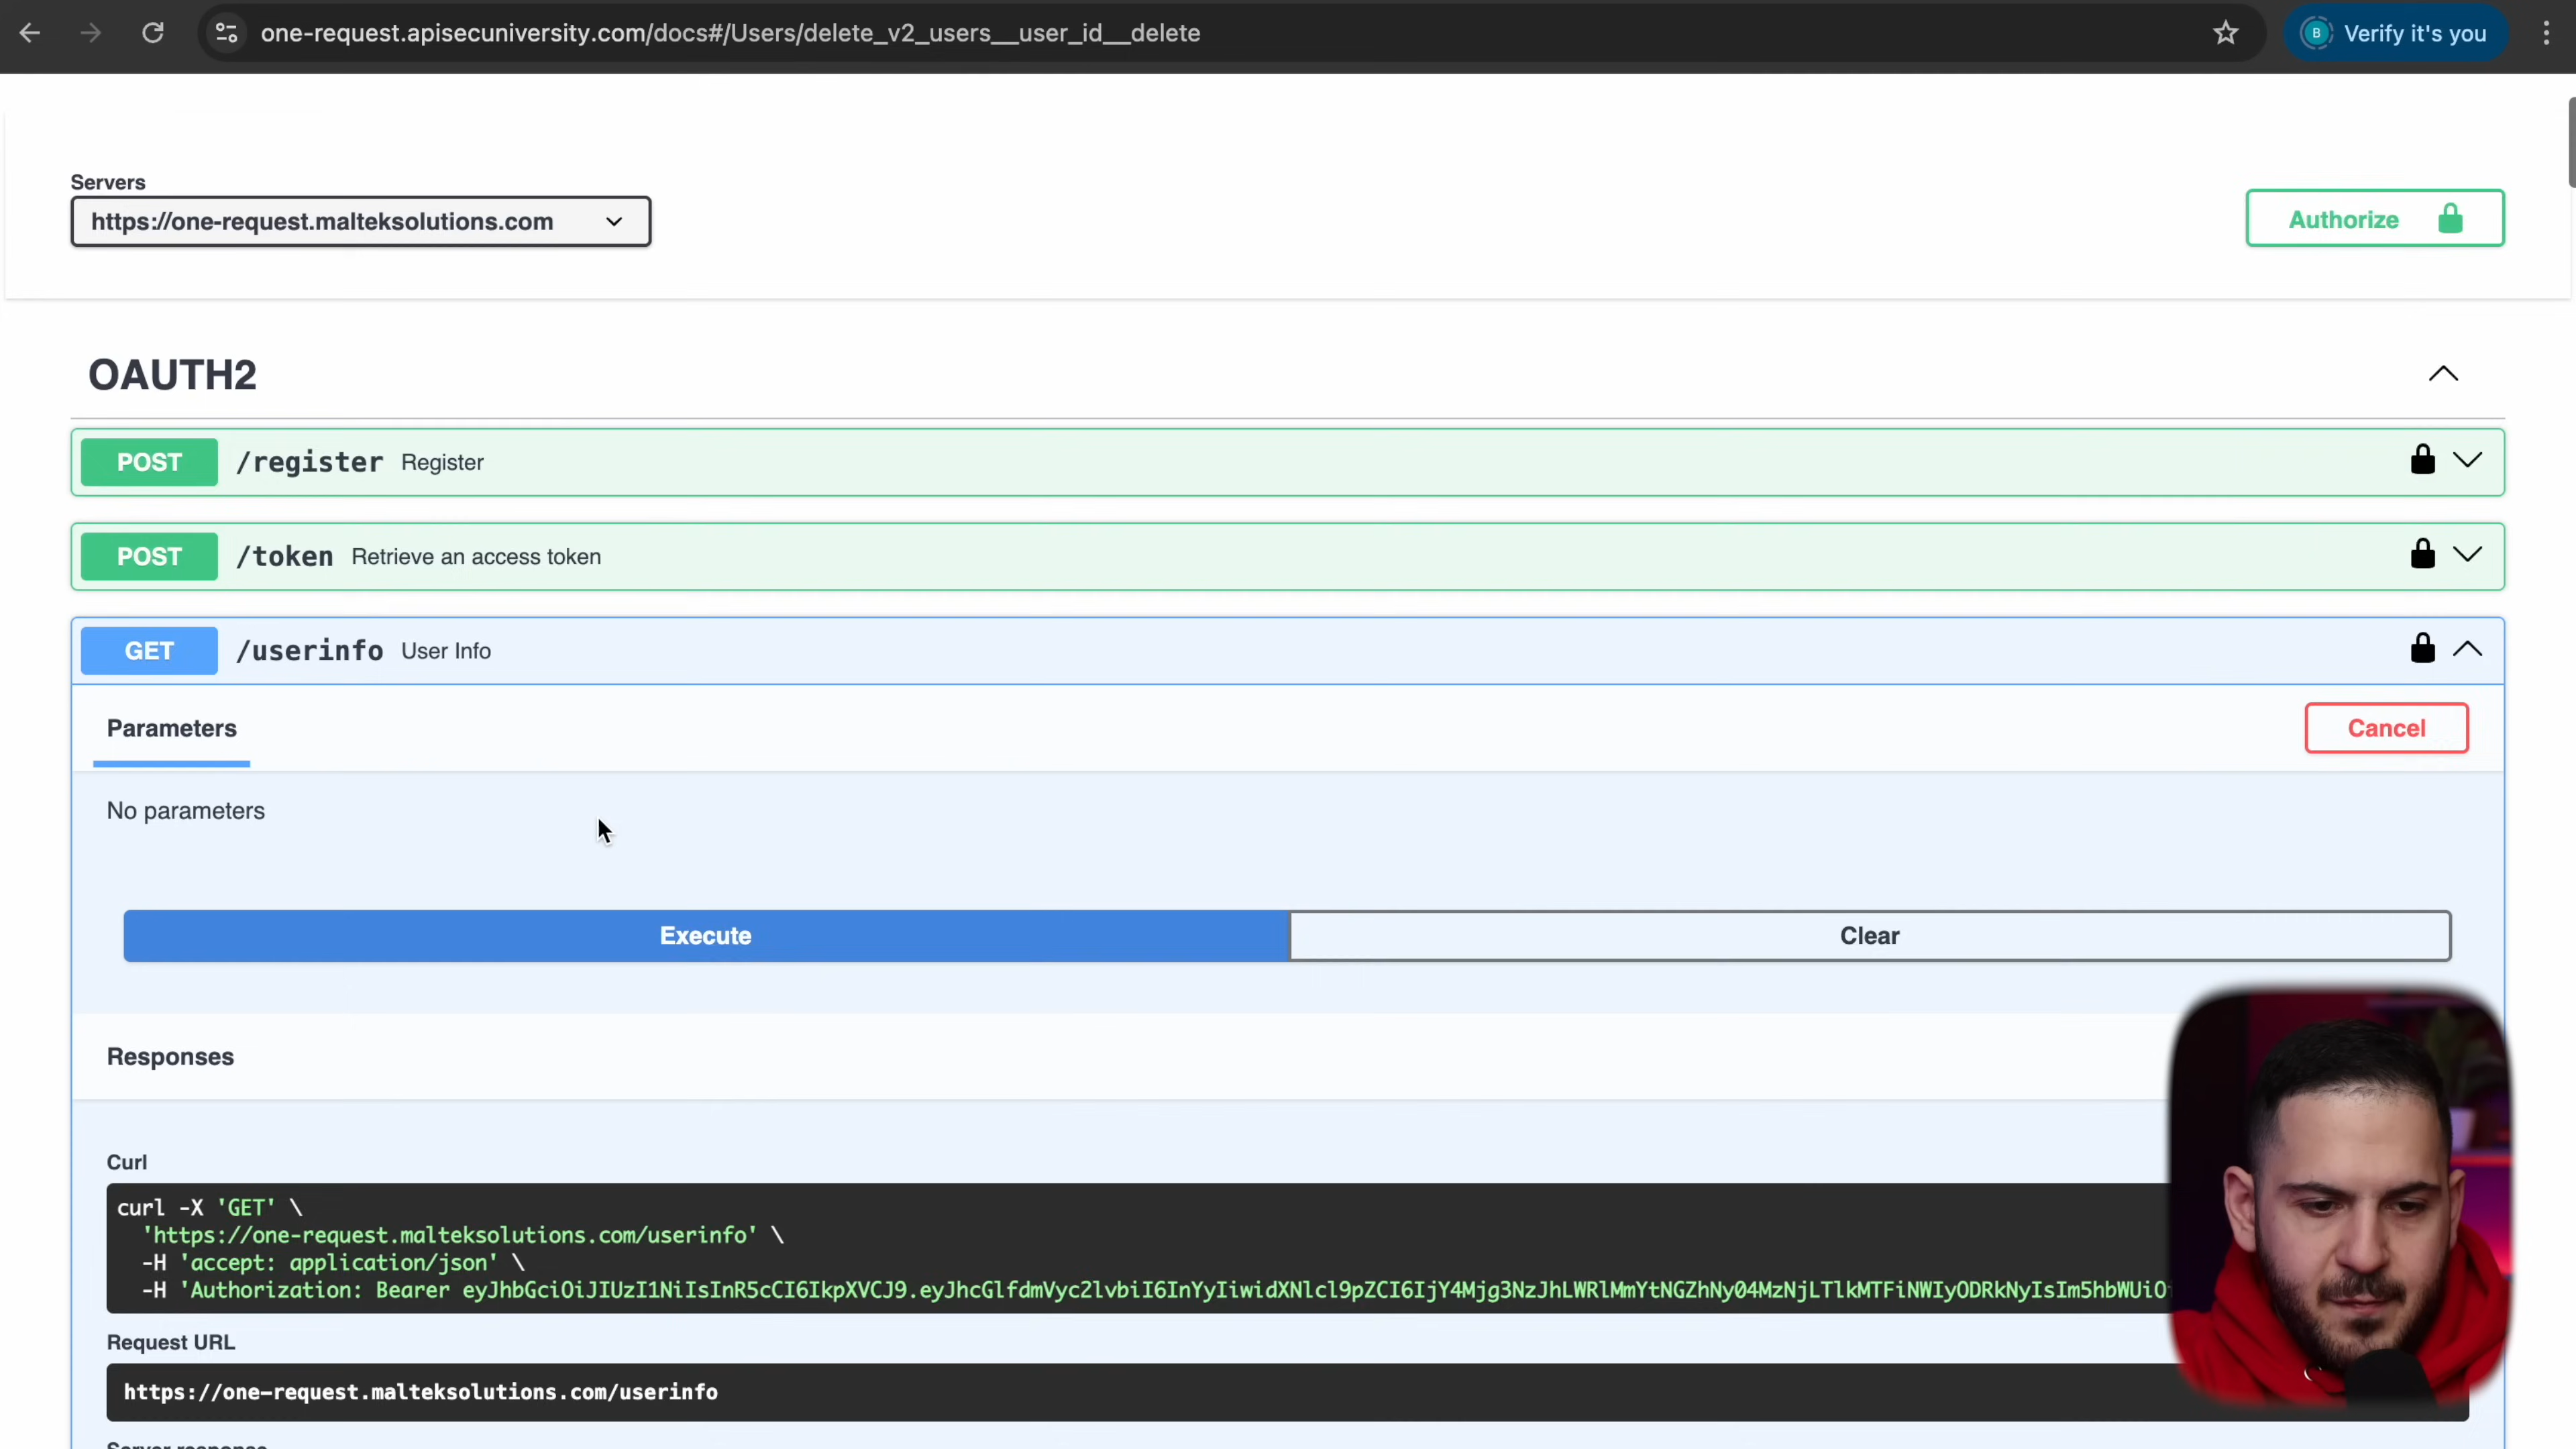 one-request.apisecuniversity.com/docs#/Users/delete_v2_users__user_id__delete
B
Verify it's you
Servers
https://one-request.malteksolutions.com
Authorize
OAUTH2
POST /register Register
POST /token Retrieve an access token
GET /userinfo User Info
Parameters
Cancel
No parameters
Execute
Clear
Responses
Curl
curl -X 'GET' \
'https://one-request.malteksolutions.com/userinfo' \
-H 'accept: application/json' \
-H 'Authorization: Bearer
Request URL
https://one-request.malteksolutions.com/userinfo
Server response